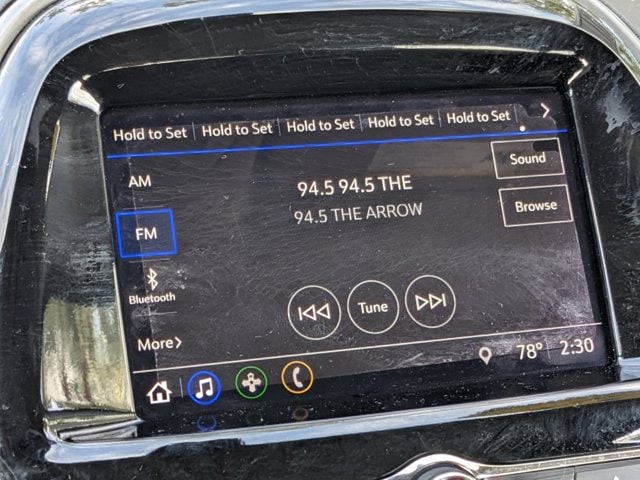 Hold to Set Hold to Set Hold to Set Hold to Set Hold to Set
AM
94.5 94.5 THE
Sound
94.5 THE ARROW
Browse
FM
Bluetooth
Tune
More
78° 2:30